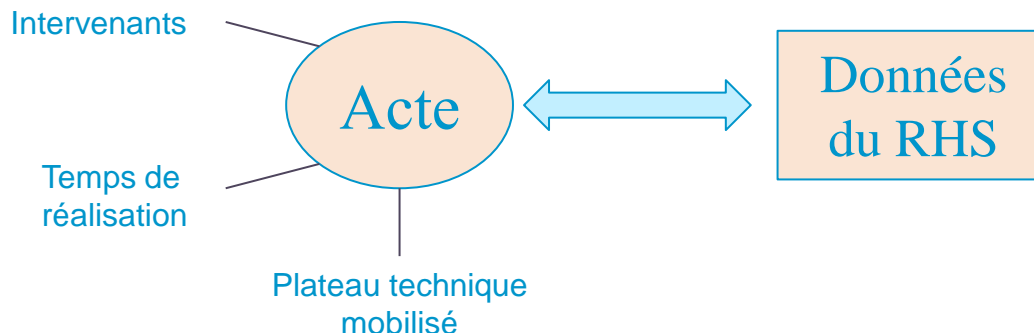 Intervenants
Acte
Données
du RHS
Temps de
réalisation
Plateau technique
mobilisé